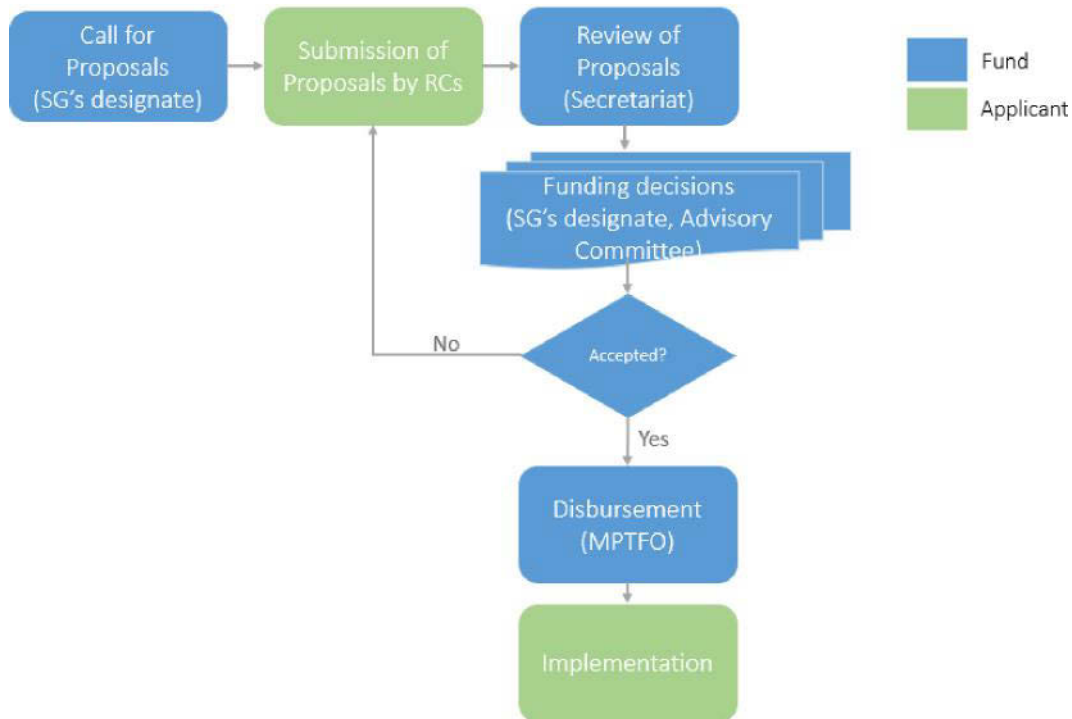 Call for
Proposals
(SG's designate)
Submission of
Proposals by RCs
Review of
Proposals
(Secretariat)
Fund
Applicant
Funding decisions
(SG's designate, Advisory
Committee)
Accepted?
No
Yes
Disbursement
(MPTFO)
Implementation